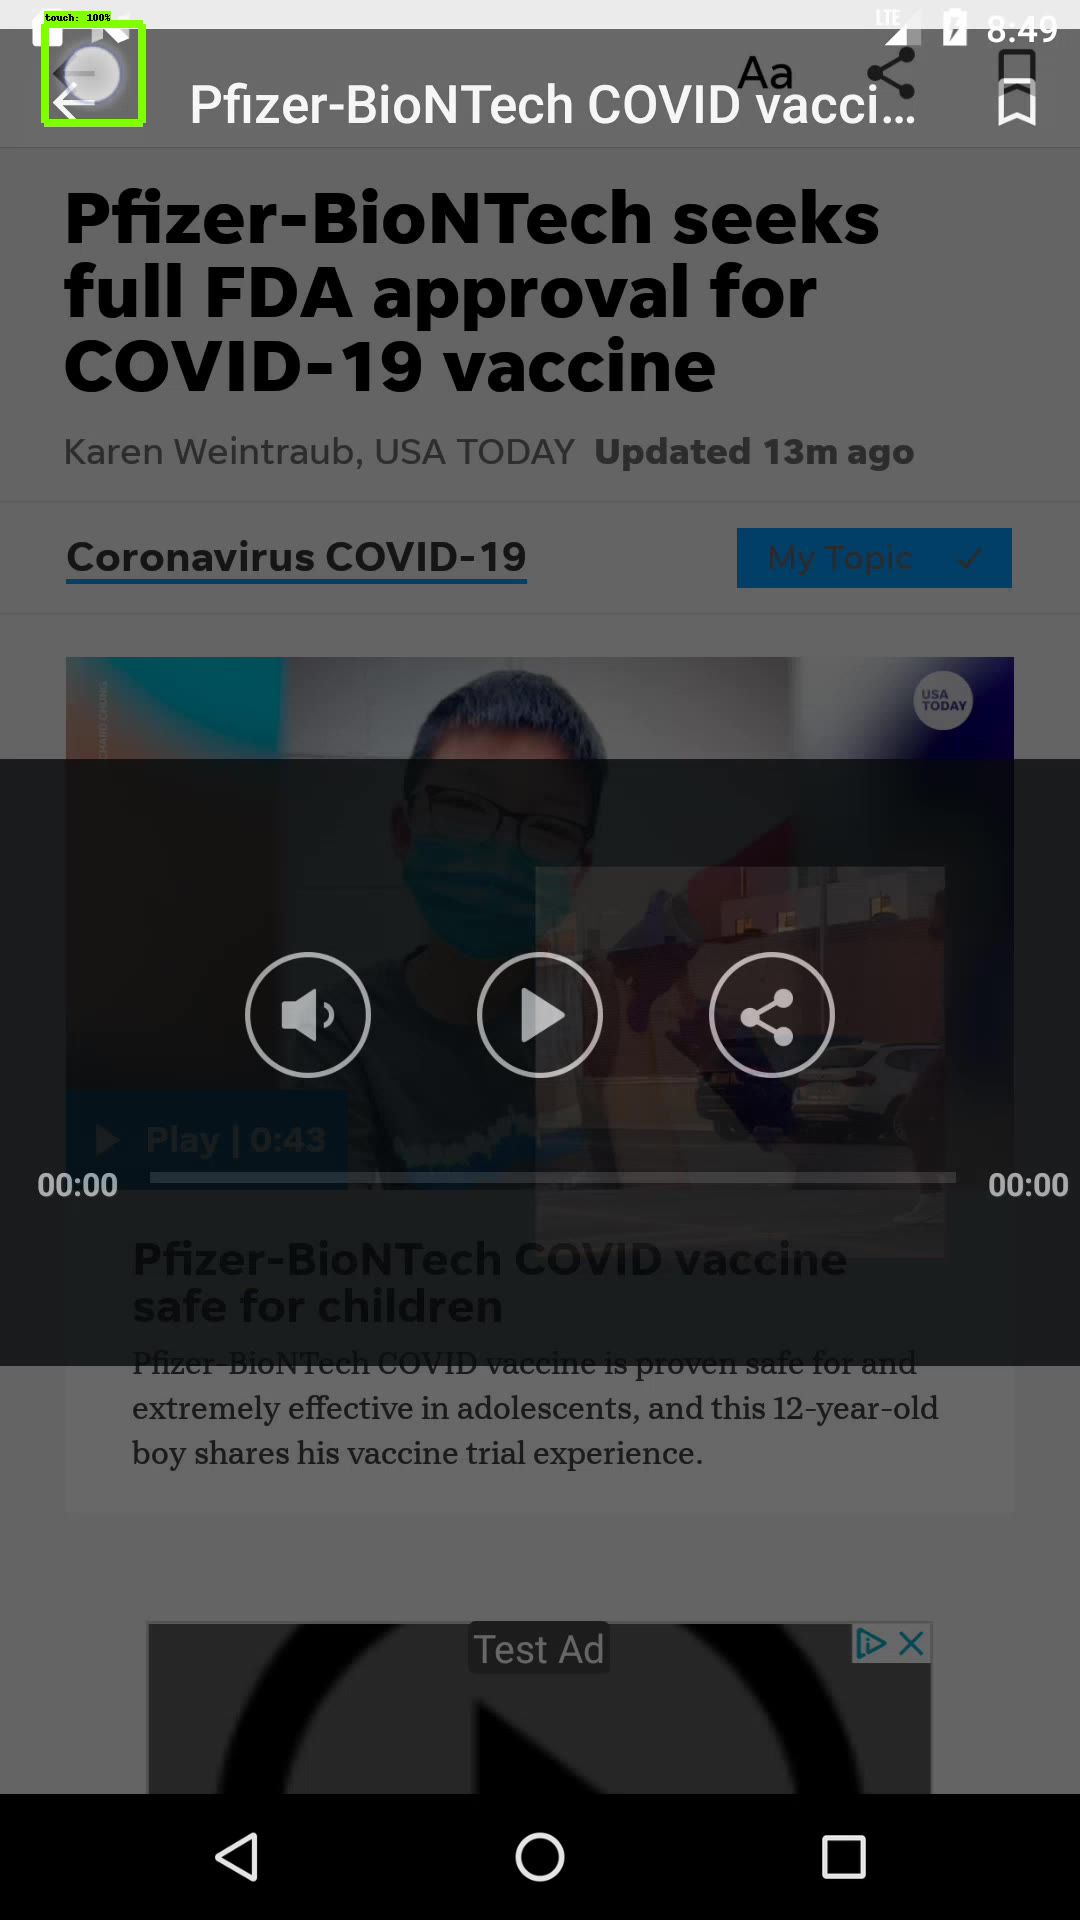 touch: 100%
LTE
8:49
Aa
Pfizer-BioNTech COVID vacci...
Pfizer-BioNTech seeks
full FDA approval for
COVID-19 vaccine
Karen Weintraub, USA TODAY Updated 13m ago
Coronavirus COVID-19
My Topic
USA
TODAY
Play | 0:43
00:00
00:00
Pfizer-BioNTech COVID vaccine
safe for children
Pfizer-BioNTech COVID vaccine is proven safe for and
extremely effective in adolescents, and this 12-year-old
boy shares his vaccine trial experience.
Test Ad